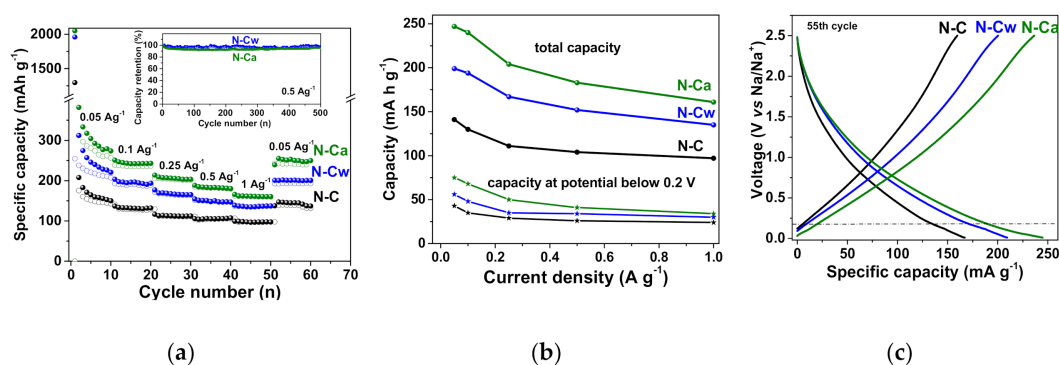 2000
1500
300
200
100
0
Specific capacity (mAh g⁻¹)
0 10 20 30 40 50 60 70
Cycle number (n)
0.05 Ag⁻¹
0.1 Ag⁻¹
0.25 Ag⁻¹
0.5 Ag⁻¹
1 Ag⁻¹
0.05 Ag⁻¹
N-Ca
N-Cw
N-C
Capacity retention (%)
120
100
80
60
40
20
0
N-Cw
N-Ca
0.5 Ag⁻¹
0 100 200 300 400 500
Cycle number (n)
(a)
Capacity (mA h g⁻¹)
250
200
150
100
50
0
total capacity
N-Ca
N-Cw
N-C
capacity at potential below 0.2 V
0.0 0.2 0.4 0.6 0.8 1.0
Current density (A g⁻¹)
(b)
Voltage (V vs Na/Na⁺)
2.5
2.0
1.5
1.0
0.5
0.0
55th cycle
N-C N-Cw N-Ca
0 50 100 150 200 250
Specific capacity (mA g⁻¹)
(c)